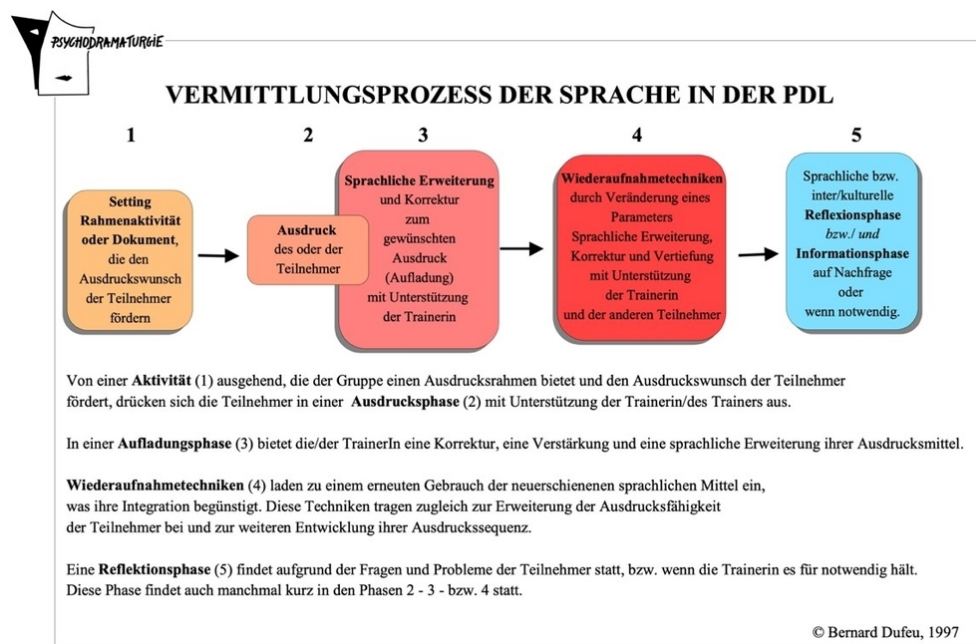 PSYCHODRAMATURGIE
VERMITTLUNGSPROZESS DER SPRACHE IN DER PDL
1
2
3
4
5
Setting
Rahmenaktivität
oder Dokument,
die den
Ausdruckswunsch
der Teilnehmer
fördern
Ausdruck
des oder der
Teilnehmer
Sprachliche Erweiterung
und Korrektur
zum
gewünschten
Ausdruck
(Aufladung)
mit Unterstützung
der Trainerin
Wiederaufnahmetechniken
durch Veränderung eines
Parameters
Sprachliche Erweiterung,
Korrektur und Vertiefung
mit Unterstützung
der Trainerin
und der anderen Teilnehmer
Sprachliche bzw.
inter/kulturelle
Reflexionsphase
bzw./ und
Informationsphase
auf Nachfrage
oder
wenn notwendig.
Von einer Aktivität (1) ausgehend, die der Gruppe einen Ausdrucksrahmen bietet und den Ausdruckswunsch der Teilnehmer
fördert, drücken sich die Teilnehmer in einer Ausdrucksphase (2) mit Unterstützung der Trainerin/des Trainers aus.
In einer Aufladungsphase (3) bietet die/der TrainerIn eine Korrektur, eine Verstärkung und eine sprachliche Erweiterung ihrer Ausdrucksmittel.
Wiederaufnahmetechniken (4) laden zu einem erneuten Gebrauch der neuerschienenen sprachlichen Mittel ein,
was ihre Integration begünstigt. Diese Techniken tragen zugleich zur Erweiterung der Ausdrucksfähigkeit
der Teilnehmer bei und zur weiteren Entwicklung ihrer Ausdruckssequenz.
Eine Reflektionsphase (5) findet aufgrund der Fragen und Probleme der Teilnehmer statt, bzw. wenn die Trainerin es für notwendig hält.
Diese Phase findet auch manchmal kurz in den Phasen 2 - 3 - bzw. 4 statt.
© Bernard Dufeu, 1997